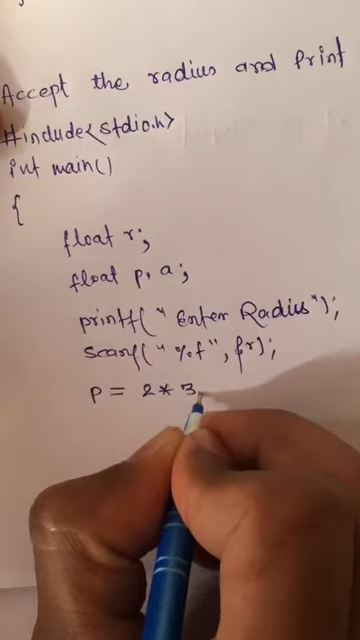 Accept the radius and Print
#include<stdio.h>
int main()
{
float r;
float p, a;
printf(" Enter Radius");
scanf(" %f", &r);
P = 2 * 3.